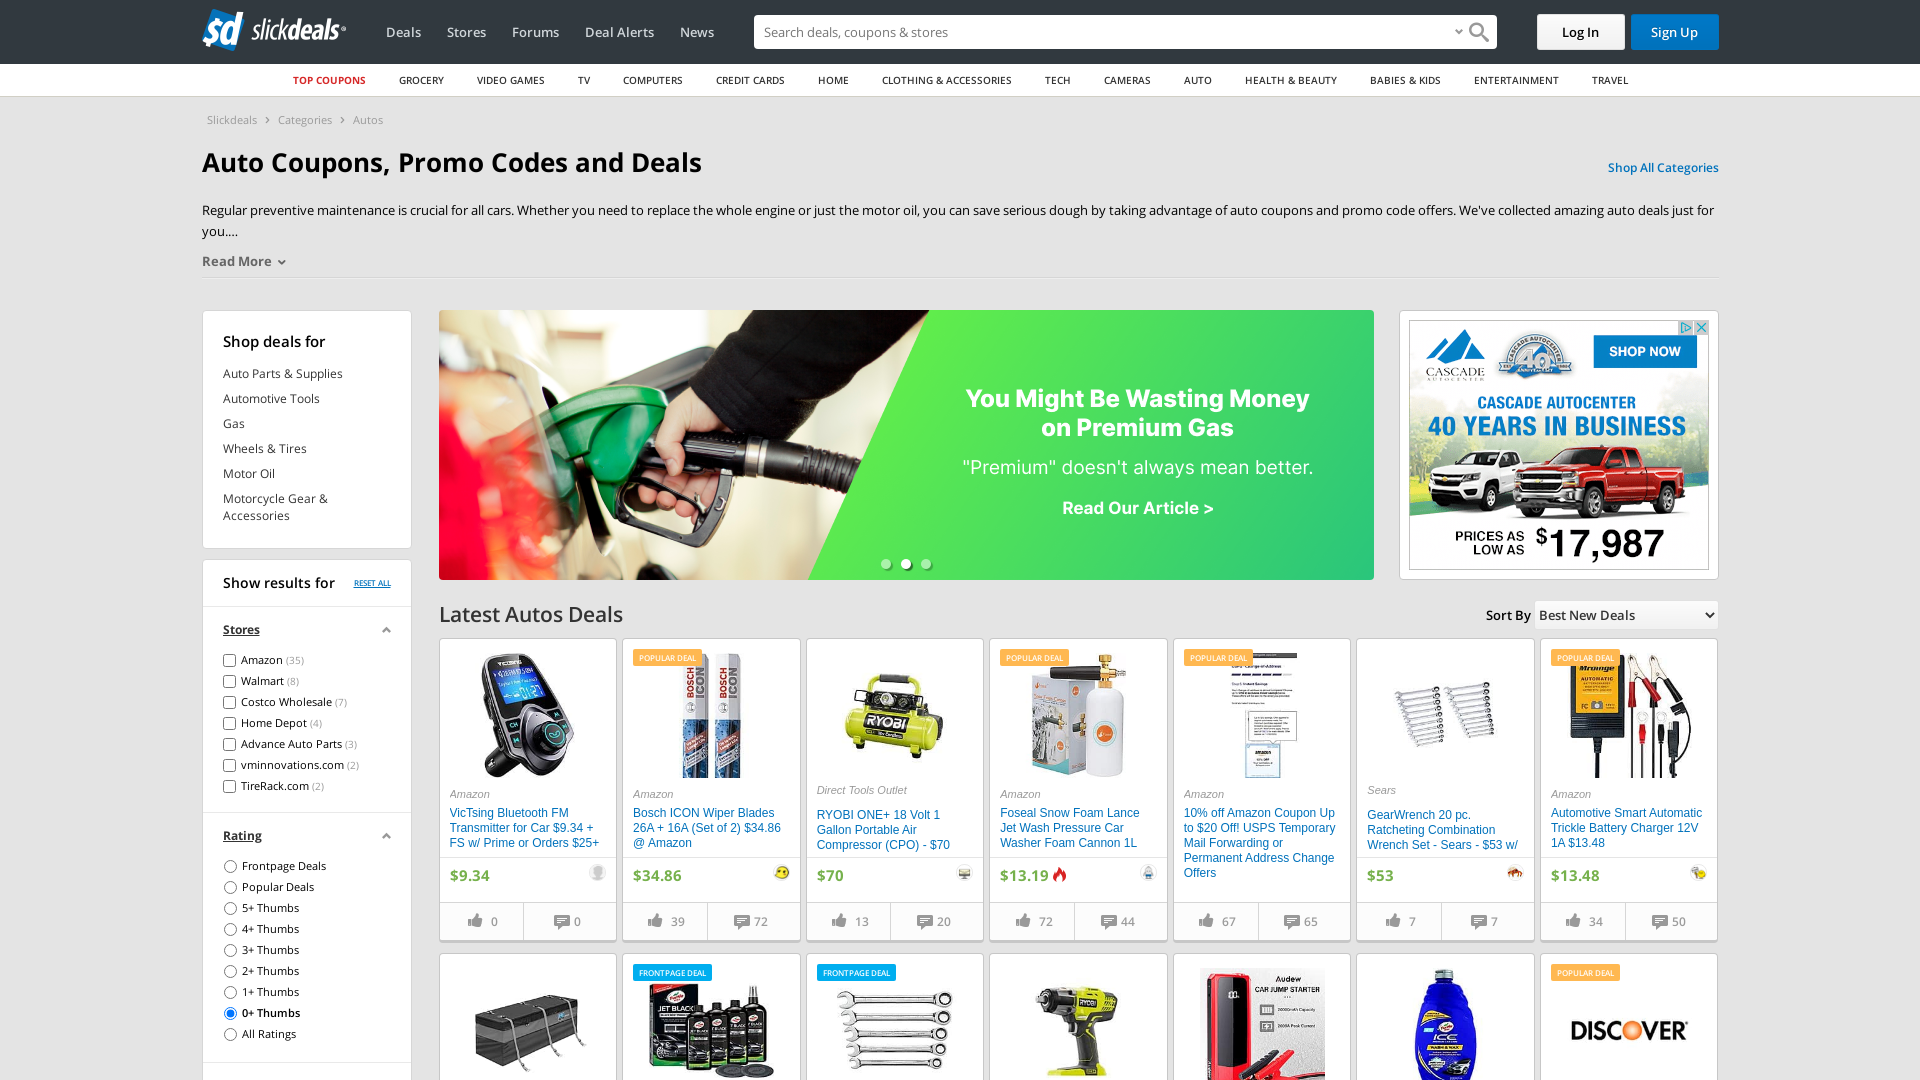 sd slickdeals
Deals
Stores
Forums
Deal Alerts
News
Search deals, coupons & stores
Log In
Sign Up
TOP COUPONS
GROCERY
VIDEO GAMES
TV
COMPUTERS
CREDIT CARDS
HOME
CLOTHING & ACCESSORIES
TECH
CAMERAS
AUTO
HEALTH & BEAUTY
BABIES & KIDS
ENTERTAINMENT
TRAVEL
Slickdeals > Categories > Autos
Auto Coupons, Promo Codes and Deals
Shop All Categories
Regular preventive maintenance is crucial for all cars. Whether you need to replace the whole engine or just the motor oil, you can save serious dough by taking advantage of auto coupons and promo code offers. We've collected amazing auto deals just for
you....
Read More
Shop deals for
Auto Parts & Supplies
Automotive Tools
Gas
Wheels & Tires
Motor Oil
Motorcycle Gear &
Accessories
Show results for
RESET ALL
Stores
Amazon (35)
Walmart (8)
Costco Wholesale (7)
Home Depot (4)
Advance Auto Parts (3)
vminnovations.com (2)
TireRack.com (2)
Rating
Frontpage Deals
Popular Deals
5+ Thumbs
4+ Thumbs
3+ Thumbs
2+ Thumbs
1+ Thumbs
0+ Thumbs
All Ratings
You Might Be Wasting Money
on Premium Gas
"Premium" doesn't always mean better.
Read Our Article >
CASCADE
AUTOCENTER
40
SHOP NOW
CASCADE AUTOCENTER
40 YEARS IN BUSINESS
PRICES AS
LOW AS
$17,987
Latest Autos Deals
Sort By
Best New Deals
Amazon
VicTsing Bluetooth FM
Transmitter for Car $9.34 +
FS w/ Prime or Orders $25+
$9.34
0
0
POPULAR DEAL
BOSCH
ICON
BOSCH
ICON
Amazon
Bosch ICON Wiper Blades
26A + 16A (Set of 2) $34.86
@ Amazon
$34.86
39
72
RYOBI
Direct Tools Outlet
RYOBI ONE+ 18 Volt 1
Gallon Portable Air
Compressor (CPO) - $70
$70
13
20
POPULAR DEAL
Amazon
Foseal Snow Foam Lance
Jet Wash Pressure Car
Washer Foam Cannon 1L
$13.19
72
44
POPULAR DEAL
Amazon
10% off Amazon Coupon Up
to $20 Off! USPS Temporary
Mail Forwarding or
Permanent Address Change
Offers
67
65
Sears
GearWrench 20 pc.
Ratcheting Combination
Wrench Set - Sears - $53 w/
$53
7
7
POPULAR DEAL
Mroinge
AUTOMATIC
Amazon
Automotive Smart Automatic
Trickle Battery Charger 12V
1A $13.48
$13.48
34
50
FRONTPAGE DEAL
JET BLACK
FRONTPAGE DEAL
RYOBI
Audew
CAR JUMP STARTER
ICE
POPULAR DEAL
DISCOVER